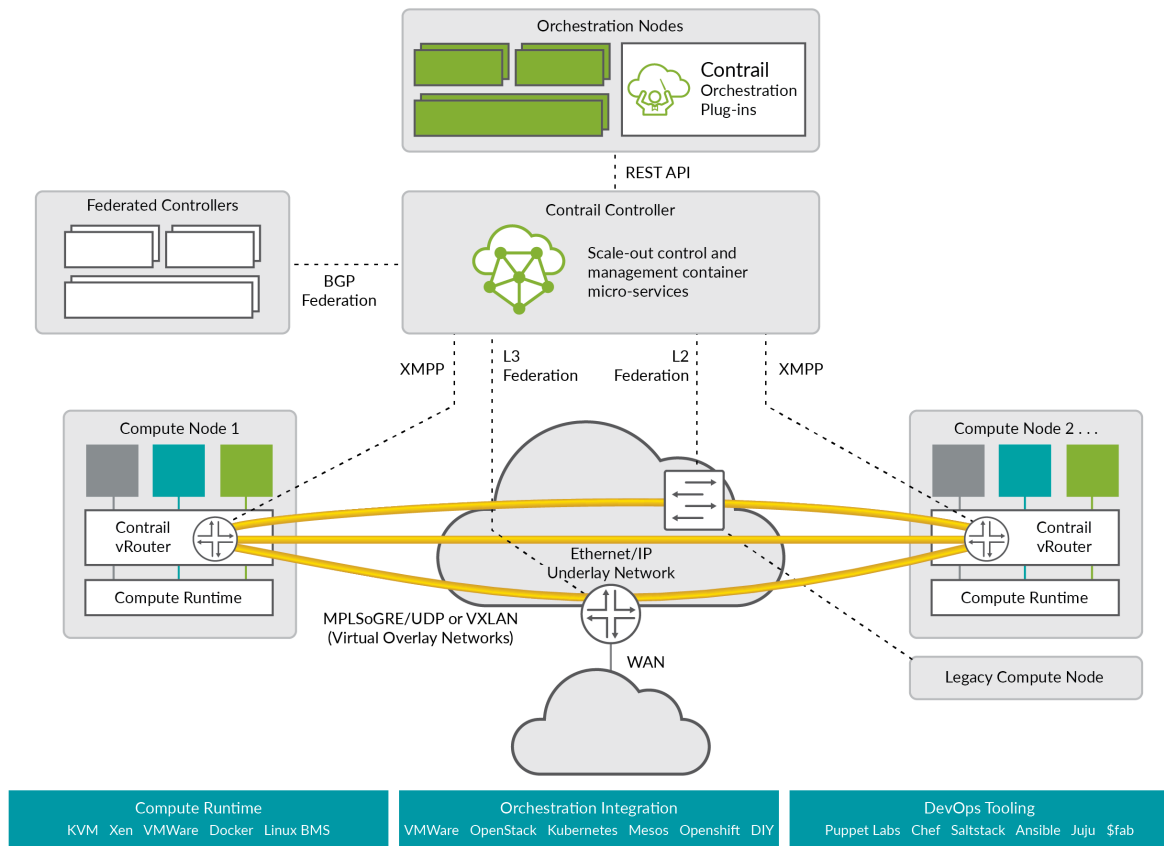 Orchestration Nodes
Contrail
Orchestration
Plug-ins
REST API
Federated Controllers
Contrail Controller
Scale-out control and
management container
micro-services
BGP
Federation
XMPP
L3
Federation
L2
Federation
XMPP
Compute Node 1
Contrail
vRouter
Compute Runtime
Compute Node 2 . . .
Contrail
vRouter
Compute Runtime
Ethernet/IP
Underlay Network
MPLSoGRE/UDP or VXLAN
(Virtual Overlay Networks)
WAN
Legacy Compute Node
Compute Runtime
KVM Xen VMWare Docker Linux BMS
Orchestration Integration
VMWare OpenStack Kubernetes Mesos Openshift DIY
DevOps Tooling
Puppet Labs Chef Saltstack Ansible Juju $fab